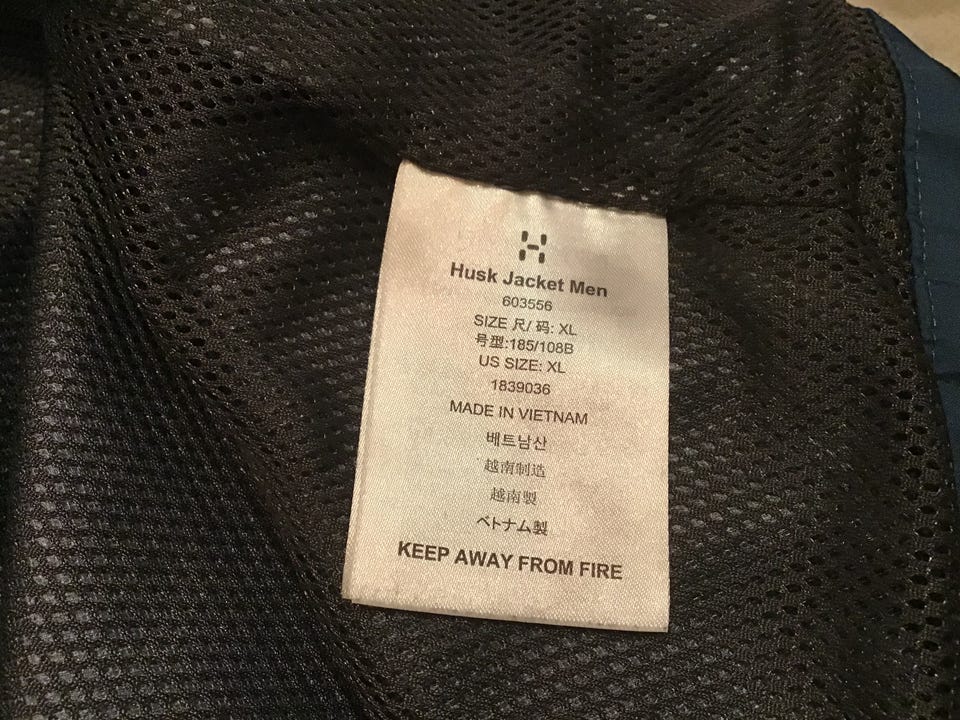 Husk Jacket Men
603556
SIZE 尺/ 码: XL
号型:185/108B
US SIZE: XL
1839036
MADE IN VIETNAM
베트남산
越南制造
越南製
ベトナム製
KEEP AWAY FROM FIRE